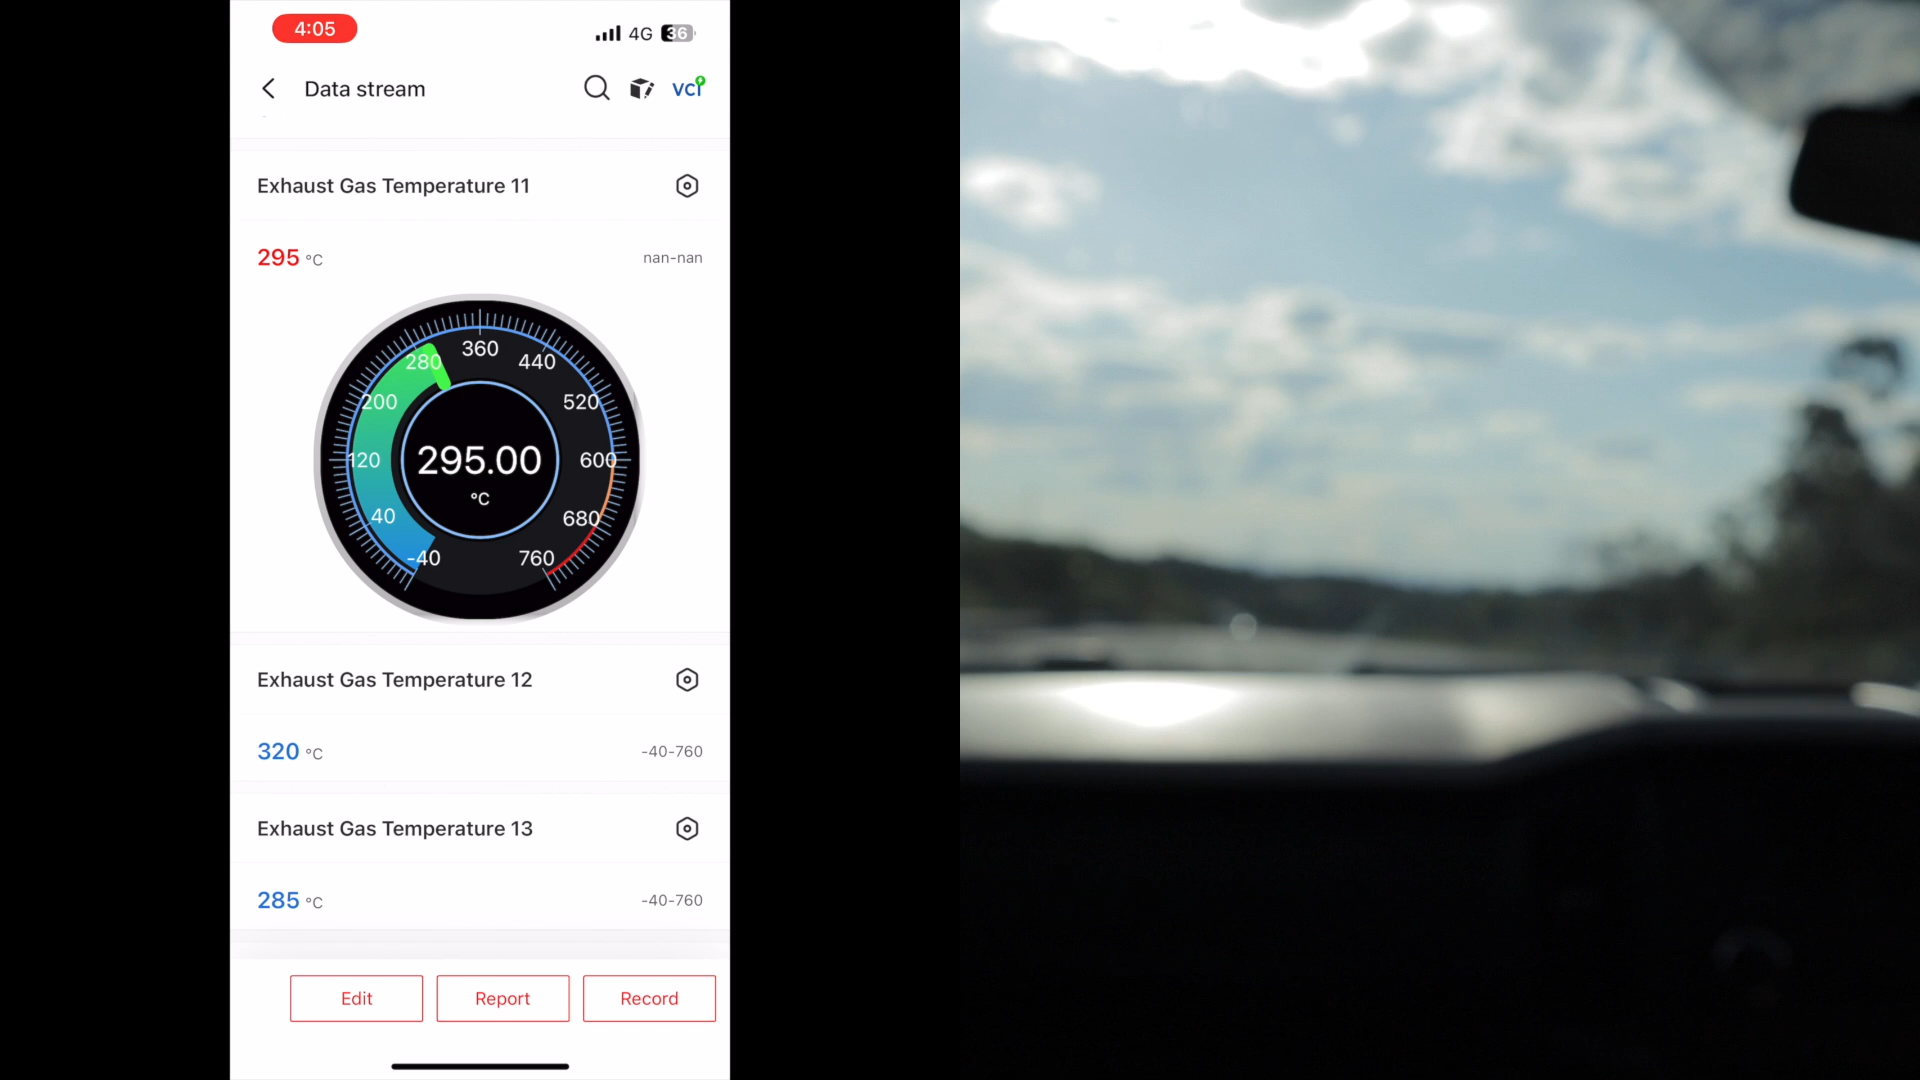 4:05
4G 36
Data stream
VCI
Exhaust Gas Temperature 11
295 °C
nan-nan
360
280
440
200
520
120
295.00
600
°C
40
680
-40
760
Exhaust Gas Temperature 12
320 °C
-40-760
Exhaust Gas Temperature 13
285 °C
-40-760
Edit
Report
Record